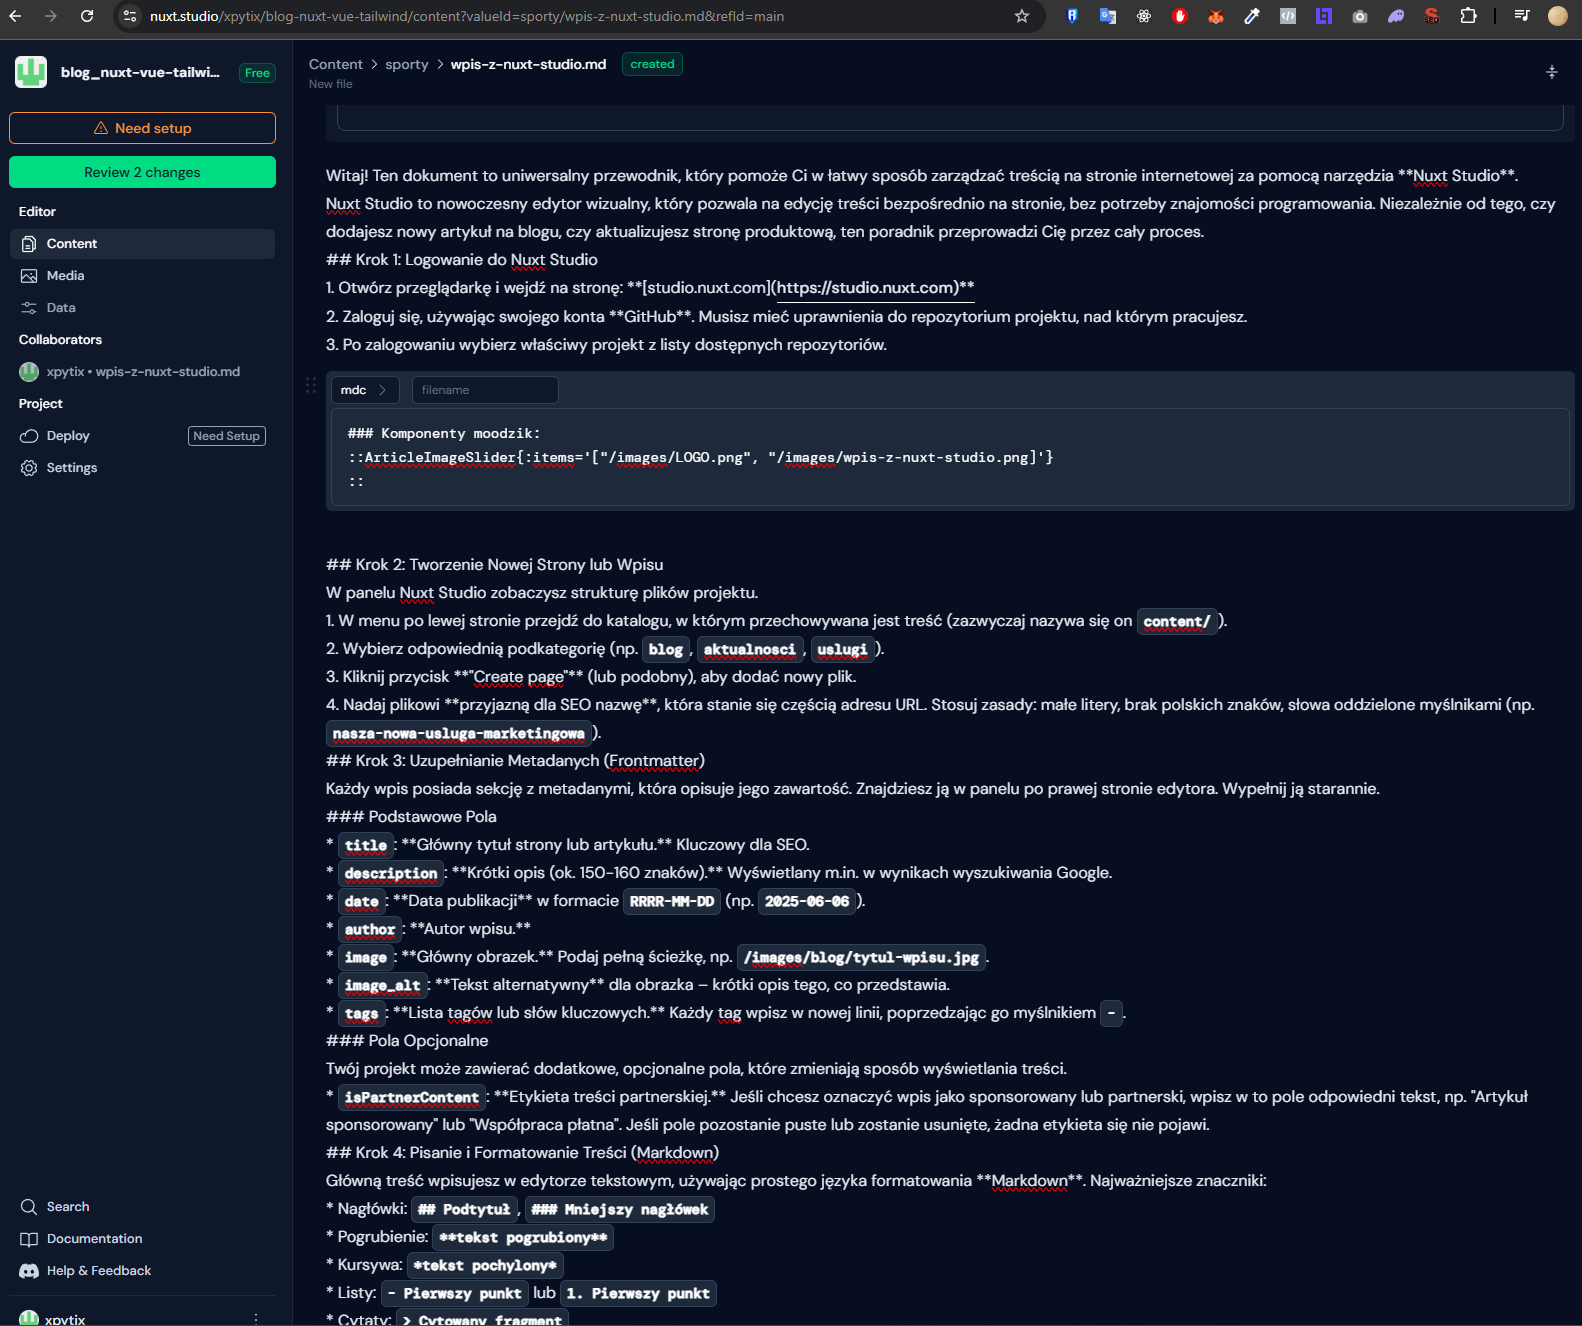 nuxt.studio/xpytix/blog-nuxt-vue-tailwind/content?valueId=sporty/wpis-z-nuxt-studio.md&refId=main
blog_nuxt-vue-tailwi...
Free
Need setup
Review 2 changes
Editor
Content
Media
Data
Collaborators
xpytix • wpis-z-nuxt-studio.md
Project
Deploy
Need Setup
Settings
Search
Documentation
Help & Feedback
xpytix
Content > sporty > wpis-z-nuxt-studio.md
created
New file
Witaj! Ten dokument to uniwersalny przewodnik, który pomoże Ci w łatwy sposób zarządzać treścią na stronie internetowej za pomocą narzędzia **Nuxt Studio**.
Nuxt Studio to nowoczesny edytor wizualny, który pozwala na edycję treści bezpośrednio na stronie, bez potrzeby znajomości programowania. Niezależnie od tego, czy
dodajesz nowy artykuł na blogu, czy aktualizujesz stronę produktową, ten poradnik przeprowadzi Cię przez cały proces.
## Krok 1: Logowanie do Nuxt Studio
1. Otwórz przeglądarkę i wejdź na stronę: **[studio.nuxt.com](https://studio.nuxt.com)**
2. Zaloguj się, używając swojego konta **GitHub**. Musisz mieć uprawnienia do repozytorium projektu, nad którym pracujesz.
3. Po zalogowaniu wybierz właściwy projekt z listy dostępnych repozytoriów.
mdc
filename
### Komponenty moodzik:
::ArticleImageSlider{:items='["/images/LOGO.png", "/images/wpis-z-nuxt-studio.png]'}
::
## Krok 2: Tworzenie Nowej Strony lub Wpisu
W panelu Nuxt Studio zobaczysz strukturę plików projektu.
1. W menu po lewej stronie przejdź do katalogu, w którym przechowywana jest treść (zazwyczaj nazywa się on content/ ).
2. Wybierz odpowiednią podkategorię (np. blog , aktualnosci , uslugi ).
3. Kliknij przycisk **"Create page"** (lub podobny), aby dodać nowy plik.
4. Nadaj plikowi **przyjazną dla SEO nazwę**, która stanie się częścią adresu URL. Stosuj zasady: małe litery, brak polskich znaków, słowa oddzielone myślnikami (np.
nasza-nowa-usluga-marketingowa ).
## Krok 3: Uzupełnianie Metadanych (Frontmatter)
Każdy wpis posiada sekcję z metadanymi, która opisuje jego zawartość. Znajdziesz ją w panelu po prawej stronie edytora. Wypełnij ją starannie.
### Podstawowe Pola
* title : **Główny tytuł strony lub artykułu.** Kluczowy dla SEO.
* description : **Krótki opis (ok. 150-160 znaków).** Wyświetlany m.in. w wynikach wyszukiwania Google.
* date : **Data publikacji** w formacie RRRR-MM-DD (np. 2025-06-06 ).
* author : **Autor wpisu.**
* image : **Główny obrazek.** Podaj pełną ścieżkę, np. /images/blog/tytul-wpisu.jpg .
* image_alt : **Tekst alternatywny** dla obrazka – krótki opis tego, co przedstawia.
* tags : **Lista tagów lub słów kluczowych.** Każdy tag wpisz w nowej linii, poprzedzając go myślnikiem - .
### Pola Opcjonalne
Twój projekt może zawierać dodatkowe, opcjonalne pola, które zmieniają sposób wyświetlania treści.
* isPartnerContent : **Etykieta treści partnerskiej.** Jeśli chcesz oznaczyć wpis jako sponsorowany lub partnerski, wpisz w to pole odpowiedni tekst, np. "Artykuł
sponsorowany" lub "Współpraca płatna". Jeśli pole pozostanie puste lub zostanie usunięte, żadna etykieta się nie pojawi.
## Krok 4: Pisanie i Formatowanie Treści (Markdown)
Główną treść wpisujesz w edytorze tekstowym, używając prostego języka formatowania **Markdown**. Najważniejsze znaczniki:
* Nagłówki: ## Podtytuł , ### Mniejszy nagłówek
* Pogrubienie: **tekst pogrubiony**
* Kursywa: *tekst pochylony*
* Listy: - Pierwszy punkt lub 1. Pierwszy punkt
* Cytaty: > Cytowany fragment